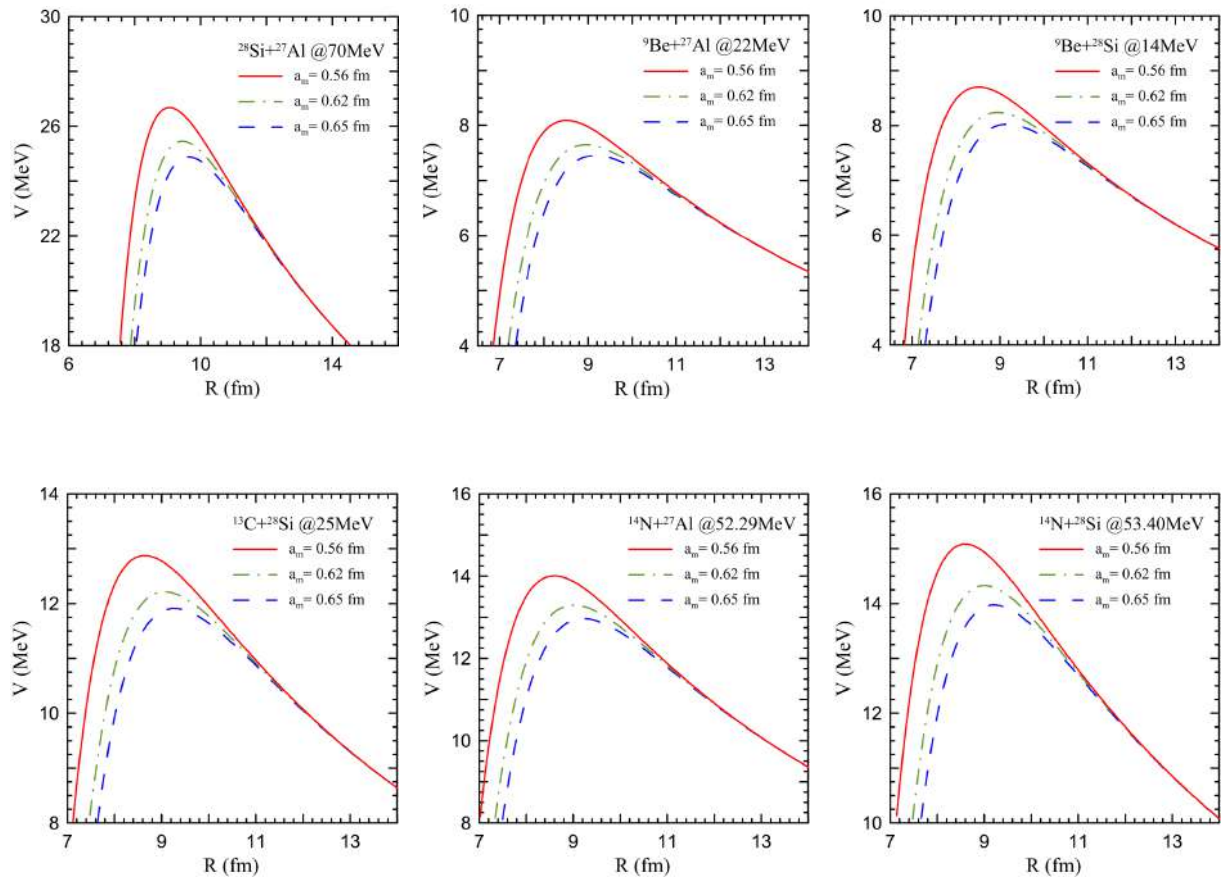 ²⁸Si+²⁷Al @70MeV
aₘ= 0.56 fm
aₘ= 0.62 fm
aₘ= 0.65 fm
V (MeV)
30
26
22
18
6
10
14
R (fm)
⁹Be+²⁷Al @22MeV
aₘ= 0.56 fm
aₘ= 0.62 fm
aₘ= 0.65 fm
V (MeV)
10
8
6
4
7
9
11
13
R (fm)
⁹Be+²⁸Si @14MeV
aₘ= 0.56 fm
aₘ= 0.62 fm
aₘ= 0.65 fm
V (MeV)
10
8
6
4
7
9
11
13
R (fm)
¹³C+²⁸Si @25MeV
aₘ= 0.56 fm
aₘ= 0.62 fm
aₘ= 0.65 fm
V (MeV)
14
12
10
8
7
9
11
13
R (fm)
¹⁴N+²⁷Al @52.29MeV
aₘ= 0.56 fm
aₘ= 0.62 fm
aₘ= 0.65 fm
V (MeV)
16
14
12
10
8
7
9
11
13
R (fm)
¹⁴N+²⁸Si @53.40MeV
aₘ= 0.56 fm
aₘ= 0.62 fm
aₘ= 0.65 fm
V (MeV)
16
14
12
10
7
9
11
13
R (fm)